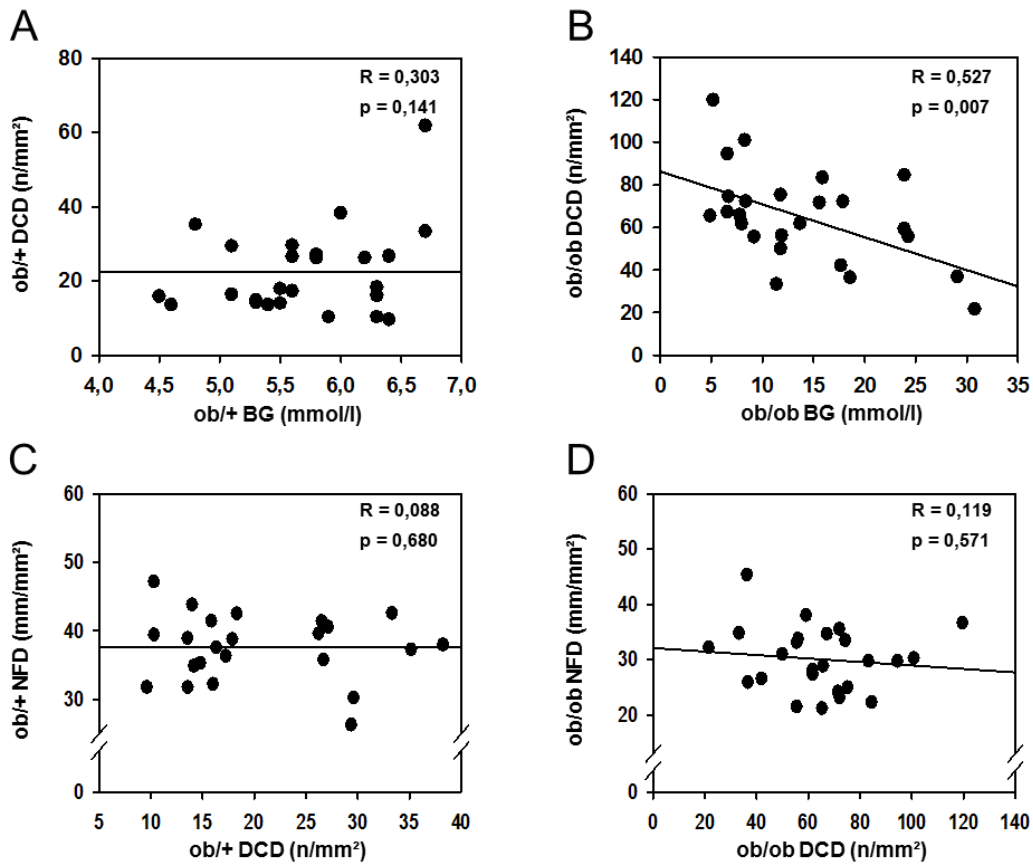 A
ob/+ DCD (n/mm²)
80
60
40
20
0
R = 0,303
p = 0,141
4,0 4,5 5,0 5,5 6,0 6,5 7,0
ob/+ BG (mmol/l)
B
ob/ob DCD (n/mm²)
140
120
100
80
60
40
20
0
R = 0,527
p = 0,007
0 5 10 15 20 25 30 35
ob/ob BG (mmol/l)
C
ob/+ NFD (mm/mm²)
60
50
40
30
0
R = 0,088
p = 0,680
5 10 15 20 25 30 35 40
ob/+ DCD (n/mm²)
D
ob/ob NFD (mm/mm²)
60
50
40
30
20
0
R = 0,119
p = 0,571
0 20 40 60 80 100 120 140
ob/ob DCD (n/mm²)